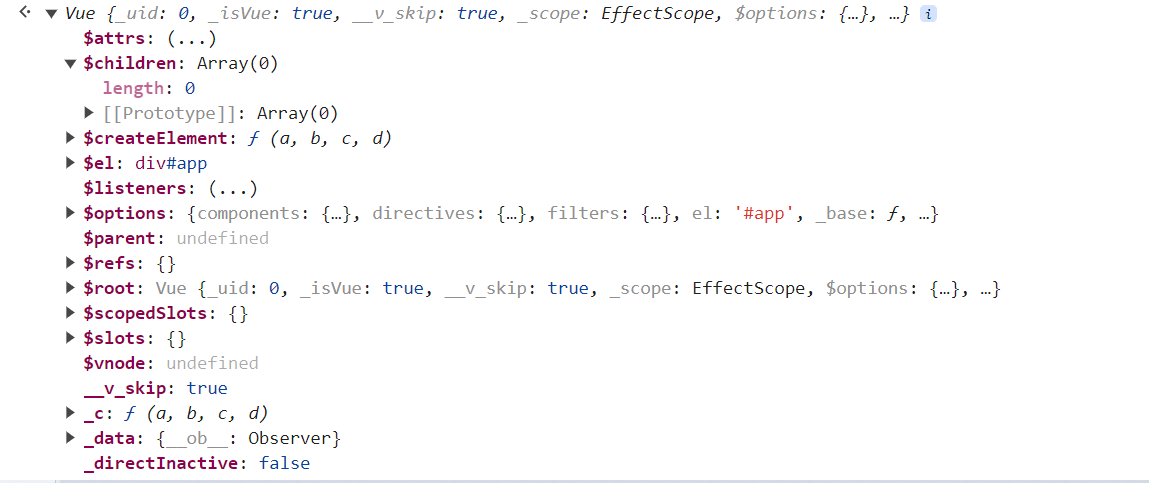 Vue {_uid: 0, _isVue: true, __v_skip: true, _scope: EffectScope, $options: {…}, …} i
$attrs: (...)
$children: Array(0)
length: 0
[[Prototype]]: Array(0)
$createElement: ƒ (a, b, c, d)
$el: div#app
$listeners: (...)
$options: {components: {…}, directives: {…}, filters: {…}, el: '#app', _base: ƒ, …}
$parent: undefined
$refs: {}
$root: Vue {_uid: 0, _isVue: true, __v_skip: true, _scope: EffectScope, $options: {…}, …}
$scopedSlots: {}
$slots: {}
$vnode: undefined
__v_skip: true
_c: ƒ (a, b, c, d)
_data: {__ob__: Observer}
_directInactive: false